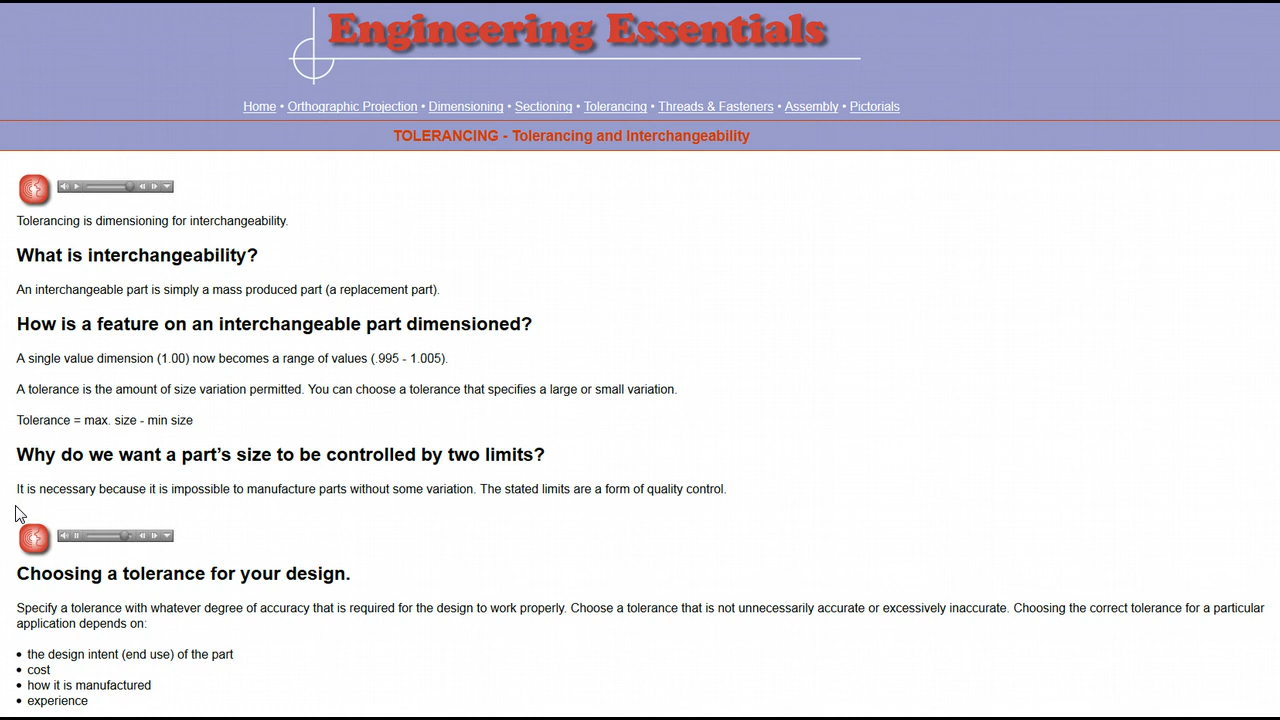 Engineering Essentials
Home • Orthographic Projection • Dimensioning • Sectioning • Tolerancing • Threads & Fasteners • Assembly • Pictorials
TOLERANCING - Tolerancing and Interchangeability
Tolerancing is dimensioning for interchangeability.
What is interchangeability?
An interchangeable part is simply a mass produced part (a replacement part).
How is a feature on an interchangeable part dimensioned?
A single value dimension (1.00) now becomes a range of values (.995 - 1.005).
A tolerance is the amount of size variation permitted. You can choose a tolerance that specifies a large or small variation.
Tolerance = max. size - min size
Why do we want a part’s size to be controlled by two limits?
It is necessary because it is impossible to manufacture parts without some variation. The stated limits are a form of quality control.
Choosing a tolerance for your design.
Specify a tolerance with whatever degree of accuracy that is required for the design to work properly. Choose a tolerance that is not unnecessarily accurate or excessively inaccurate. Choosing the correct tolerance for a particular
application depends on:
• the design intent (end use) of the part
• cost
• how it is manufactured
• experience